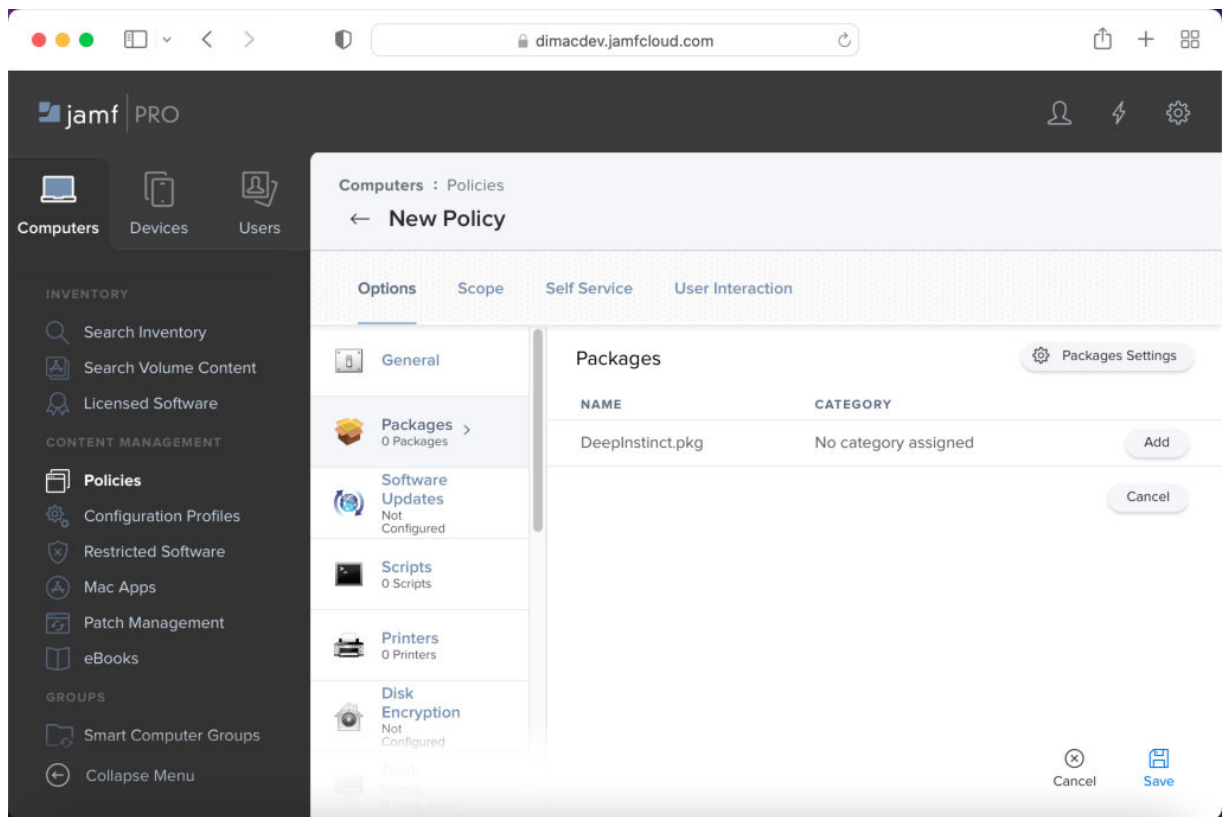 dimacdev.jamfcloud.com
jamf PRO
Computers
Devices
Users
INVENTORY
Search Inventory
Search Volume Content
Licensed Software
CONTENT MANAGEMENT
Policies
Configuration Profiles
Restricted Software
Mac Apps
Patch Management
eBooks
GROUPS
Smart Computer Groups
Collapse Menu
Computers : Policies
← New Policy
Options Scope Self Service User Interaction
General
Packages
0 Packages
Software
Updates
Not
Configured
Scripts
0 Scripts
Printers
0 Printers
Disk
Encryption
Not
Configured
Packages
Packages Settings
NAME CATEGORY
DeepInstinct.pkg No category assigned Add
Cancel
Cancel Save